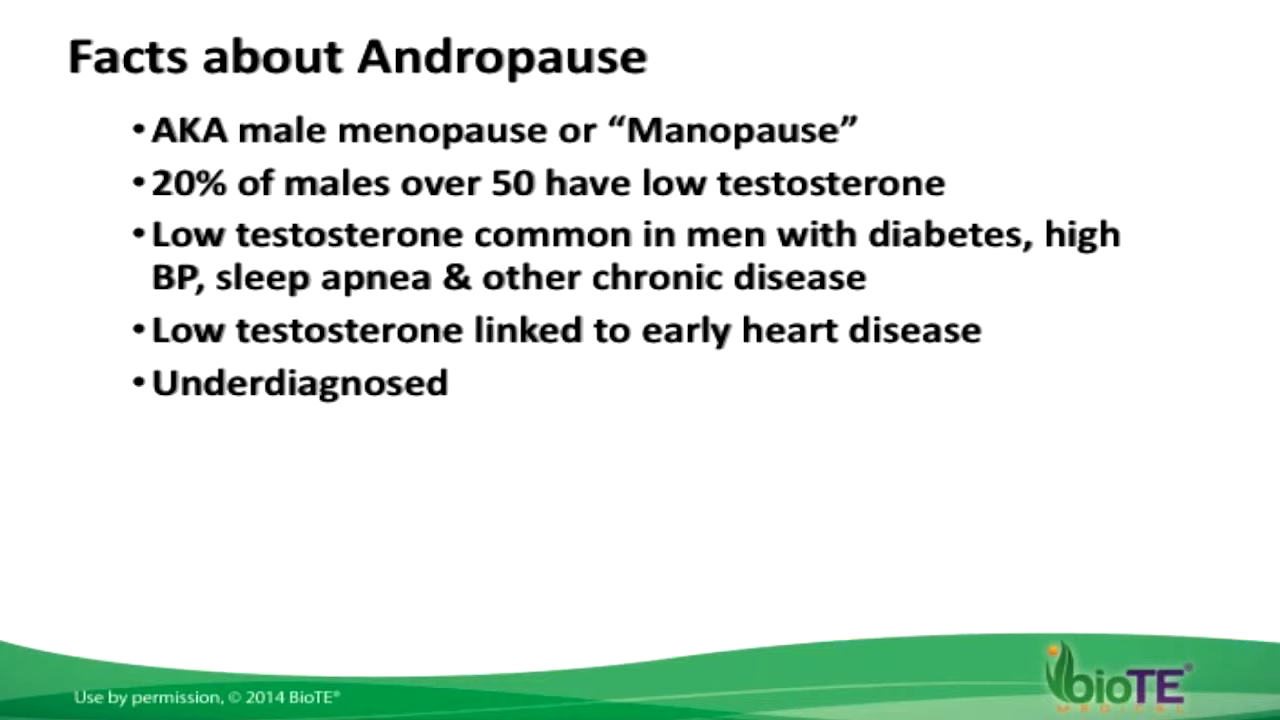 Facts about Andropause
•AKA male menopause or “Manopause”
•20% of males over 50 have low testosterone
•Low testosterone common in men with diabetes, high
BP, sleep apnea & other chronic disease
•Low testosterone linked to early heart disease
•Underdiagnosed
Use by permission, © 2014 BioTE®
bioTE®
MEDICAL